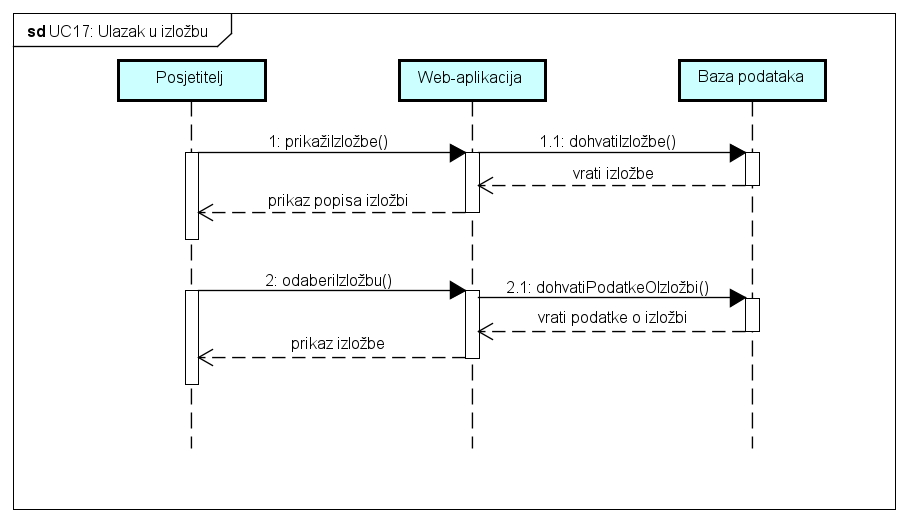 sd UC17: Ulazak u izložbu
Posjetitelj
Web-aplikacija
Baza podataka
1: prikažiIzložbe()
1.1: dohvatiIzložbe()
vrati izložbe
prikaz popisa izložbi
2: odaberiIzložbu()
2.1: dohvatiPodatkeOIzložbi()
vrati podatke o izložbi
prikaz izložbe